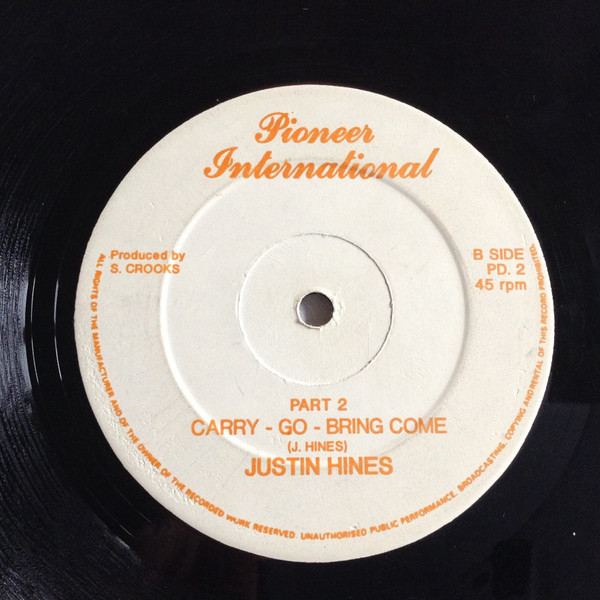 Pioneer
International
Produced by
S. CROOKS
B SIDE
PD. 2
45 rpm
PART 2
CARRY - GO - BRING COME
(J. HINES)
JUSTIN HINES
ALL RIGHTS OF THE MANUFACTURER AND OF THE OWNER OF THE RECORDED WORK RESERVED. UNAUTHORISED PUBLIC PERFORMANCE, BROADCASTING, COPYING AND RENTAL OF THIS RECORD PROHIBITED.